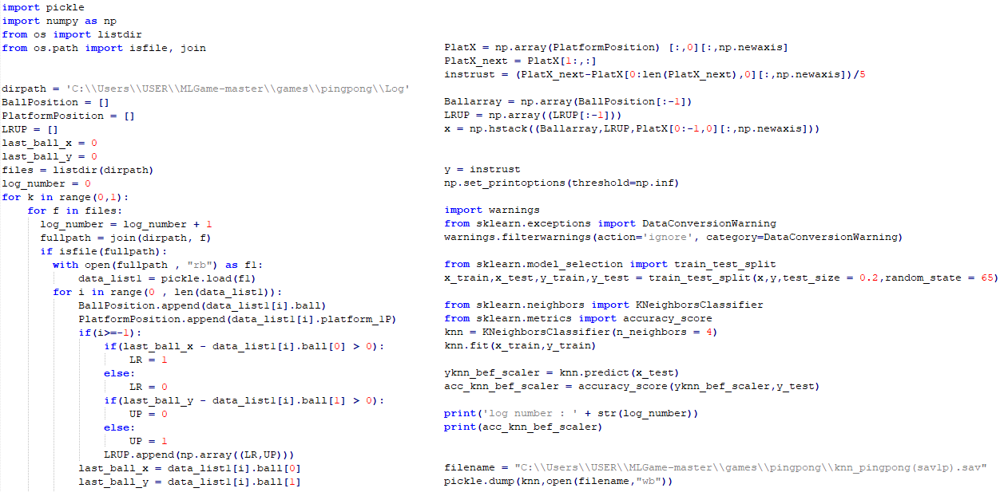 import pickle
import numpy as np
from os import listdir
from os.path import isfile, join
dirpath = 'C:\\Users\\USER\\MLGame-master\\games\\pingpong\\Log'
BallPosition = []
PlatformPosition = []
LRUP = []
last_ball_x = 0
last_ball_y = 0
files = listdir(dirpath)
log_number = 0
for k in range(0,1):
    for f in files:
      log_number = log_number + 1
      fullpath = join(dirpath, f)
      if isfile(fullpath):
        with open(fullpath , "rb") as f1:
            data_list1 = pickle.load(f1)
        for i in range(0 , len(data_list1)):
            BallPosition.append(data_list1[i].ball)
            PlatformPosition.append(data_list1[i].platform_1P)
            if(i>=-1):
                if(last_ball_x - data_list1[i].ball[0] > 0):
                    LR = 1
                else:
                    LR = 0
                if(last_ball_y - data_list1[i].ball[1] > 0):
                    UP = 0
                else:
                    UP = 1
                LRUP.append(np.array((LR,UP)))
            last_ball_x = data_list1[i].ball[0]
            last_ball_y = data_list1[i].ball[1]
PlatX = np.array(PlatformPosition) [:,0][:,np.newaxis]
PlatX_next = PlatX[1:,:]
instrust = (PlatX_next-PlatX[0:len(PlatX_next),0][:,np.newaxis])/5
Ballarray = np.array(BallPosition[:-1])
LRUP = np.array((LRUP[:-1]))
x = np.hstack((Ballarray,LRUP,PlatX[0:-1,0][:,np.newaxis]))
y = instrust
np.set_printoptions(threshold=np.inf)
import warnings
from sklearn.exceptions import DataConversionWarning
warnings.filterwarnings(action='ignore', category=DataConversionWarning)
from sklearn.model_selection import train_test_split
x_train,x_test,y_train,y_test = train_test_split(x,y,test_size = 0.2,random_state = 65)
from sklearn.neighbors import KNeighborsClassifier
from sklearn.metrics import accuracy_score
knn = KNeighborsClassifier(n_neighbors = 4)
knn.fit(x_train,y_train)
yknn_bef_scaler = knn.predict(x_test)
acc_knn_bef_scaler = accuracy_score(yknn_bef_scaler,y_test)
print('log number : ' + str(log_number))
print(acc_knn_bef_scaler)
filename = "C:\\Users\\USER\\MLGame-master\\games\\pingpong\\knn_pingpong(sav1p).sav"
pickle.dump(knn,open(filename,"wb"))